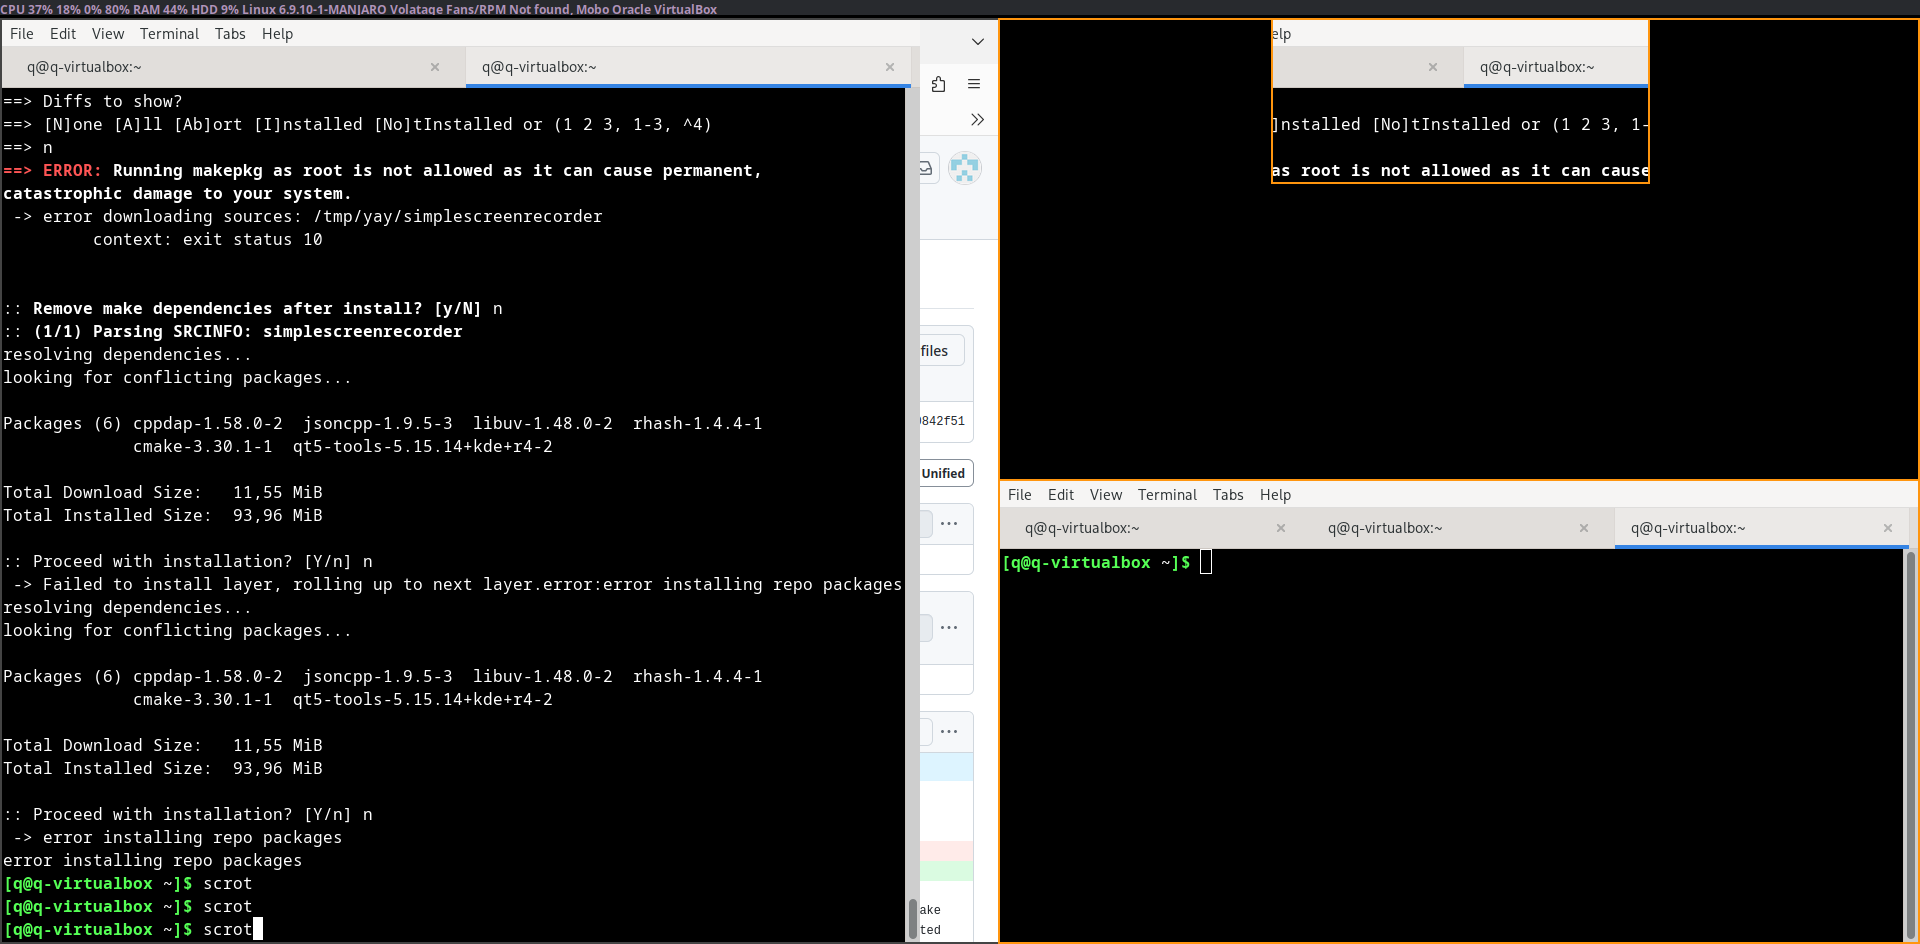 CPU 37% 18% 0% 80% RAM 44% HDD 9% Linux 6.9.10-1-MANJARO Volatage Fans/RPM Not found, Mobo Oracle VirtualBox
File Edit View Terminal Tabs Help
q@q-virtualbox:~ × q@q-virtualbox:~ ×
==> Diffs to show?
==> [N]one [A]ll [Ab]ort [I]nstalled [No]tInstalled or (1 2 3, 1-3, ^4)
==> n
==> ERROR: Running makepkg as root is not allowed as it can cause permanent,
catastrophic damage to your system.
-> error downloading sources: /tmp/yay/simplescreenrecorder
context: exit status 10
:: Remove make dependencies after install? [y/N] n
:: (1/1) Parsing SRCINFO: simplescreenrecorder
resolving dependencies...
looking for conflicting packages...
Packages (6) cppdap-1.58.0-2 jsoncpp-1.9.5-3 libuv-1.48.0-2 rhash-1.4.4-1
cmake-3.30.1-1 qt5-tools-5.15.14+kde+r4-2
Total Download Size: 11,55 MiB
Total Installed Size: 93,96 MiB
:: Proceed with installation? [Y/n] n
-> Failed to install layer, rolling up to next layer.error:error installing repo packages
resolving dependencies...
looking for conflicting packages...
Packages (6) cppdap-1.58.0-2 jsoncpp-1.9.5-3 libuv-1.48.0-2 rhash-1.4.4-1
cmake-3.30.1-1 qt5-tools-5.15.14+kde+r4-2
Total Download Size: 11,55 MiB
Total Installed Size: 93,96 MiB
:: Proceed with installation? [Y/n] n
-> error installing repo packages
error installing repo packages
[q@q-virtualbox ~]$ scrot
[q@q-virtualbox ~]$ scrot
[q@q-virtualbox ~]$ scrot
files
842f51
Unified
ake
ted
elp
× q@q-virtualbox:~
]nstalled [No]tInstalled or (1 2 3, 1-
as root is not allowed as it can cause
File Edit View Terminal Tabs Help
q@q-virtualbox:~ × q@q-virtualbox:~ × q@q-virtualbox:~ ×
[q@q-virtualbox ~]$